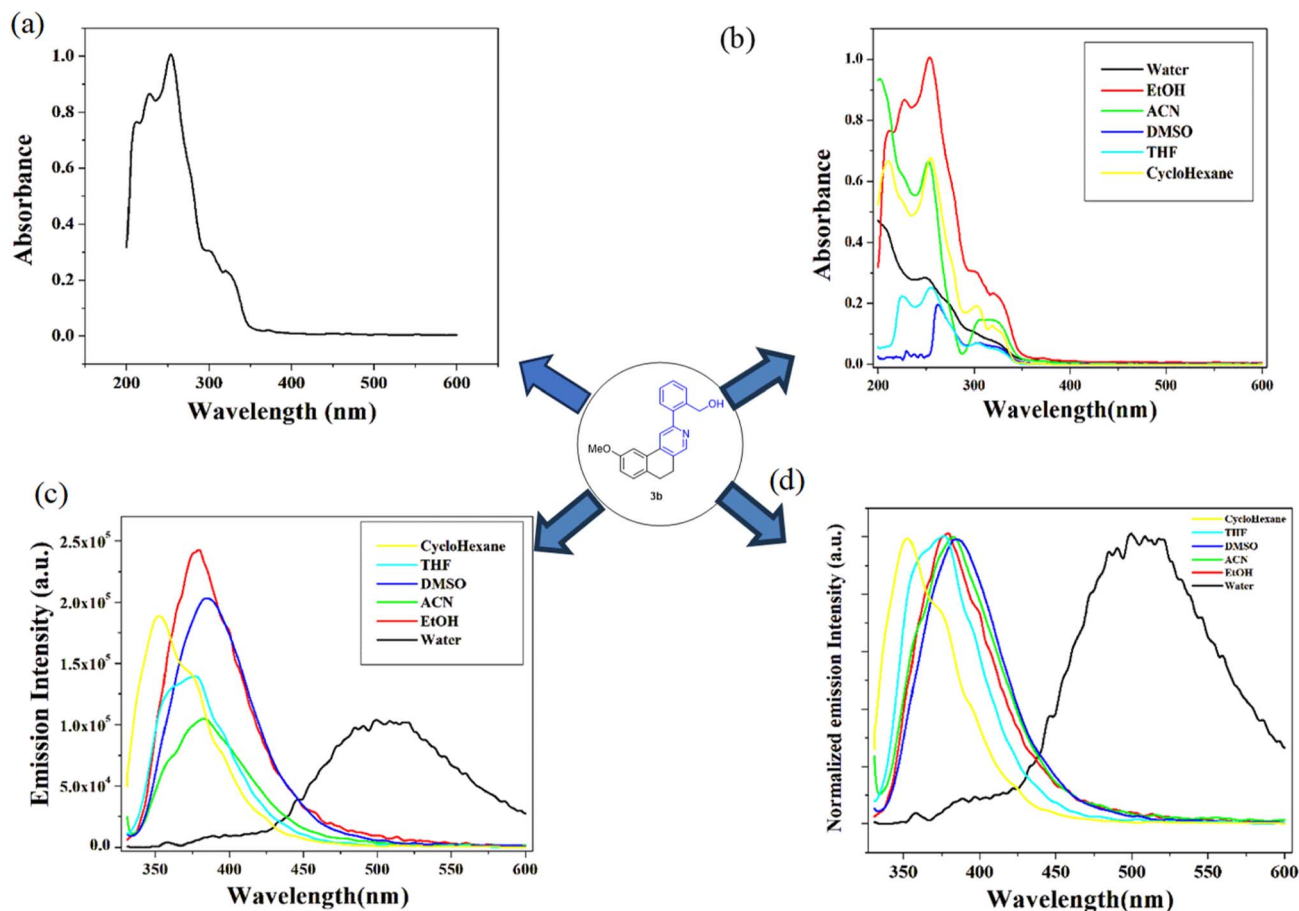 (a)
Absorbance
1.0
0.8
0.6
0.4
0.2
0.0
200
300
400
500
600
Wavelength (nm)
(b)
Absorbance
1.0
0.8
0.6
0.4
0.2
0.0
200
300
400
500
600
Wavelength (nm)
Water
EtOH
ACN
DMSO
THF
CycloHexane
OH
N
MeO
3b
(c)
Emission Intensity (a.u.)
2.5x10⁵
2.0x10⁵
1.5x10⁵
1.0x10⁵
5.0x10⁴
0.0
350
400
450
500
550
600
Wavelength(nm)
CycloHexane
THF
DMSO
ACN
EtOH
Water
(d)
Normalized emission Intensity (a.u.)
350
400
450
500
550
600
Wavelength(nm)
CycloHexane
THF
DMSO
ACN
EtOH
Water